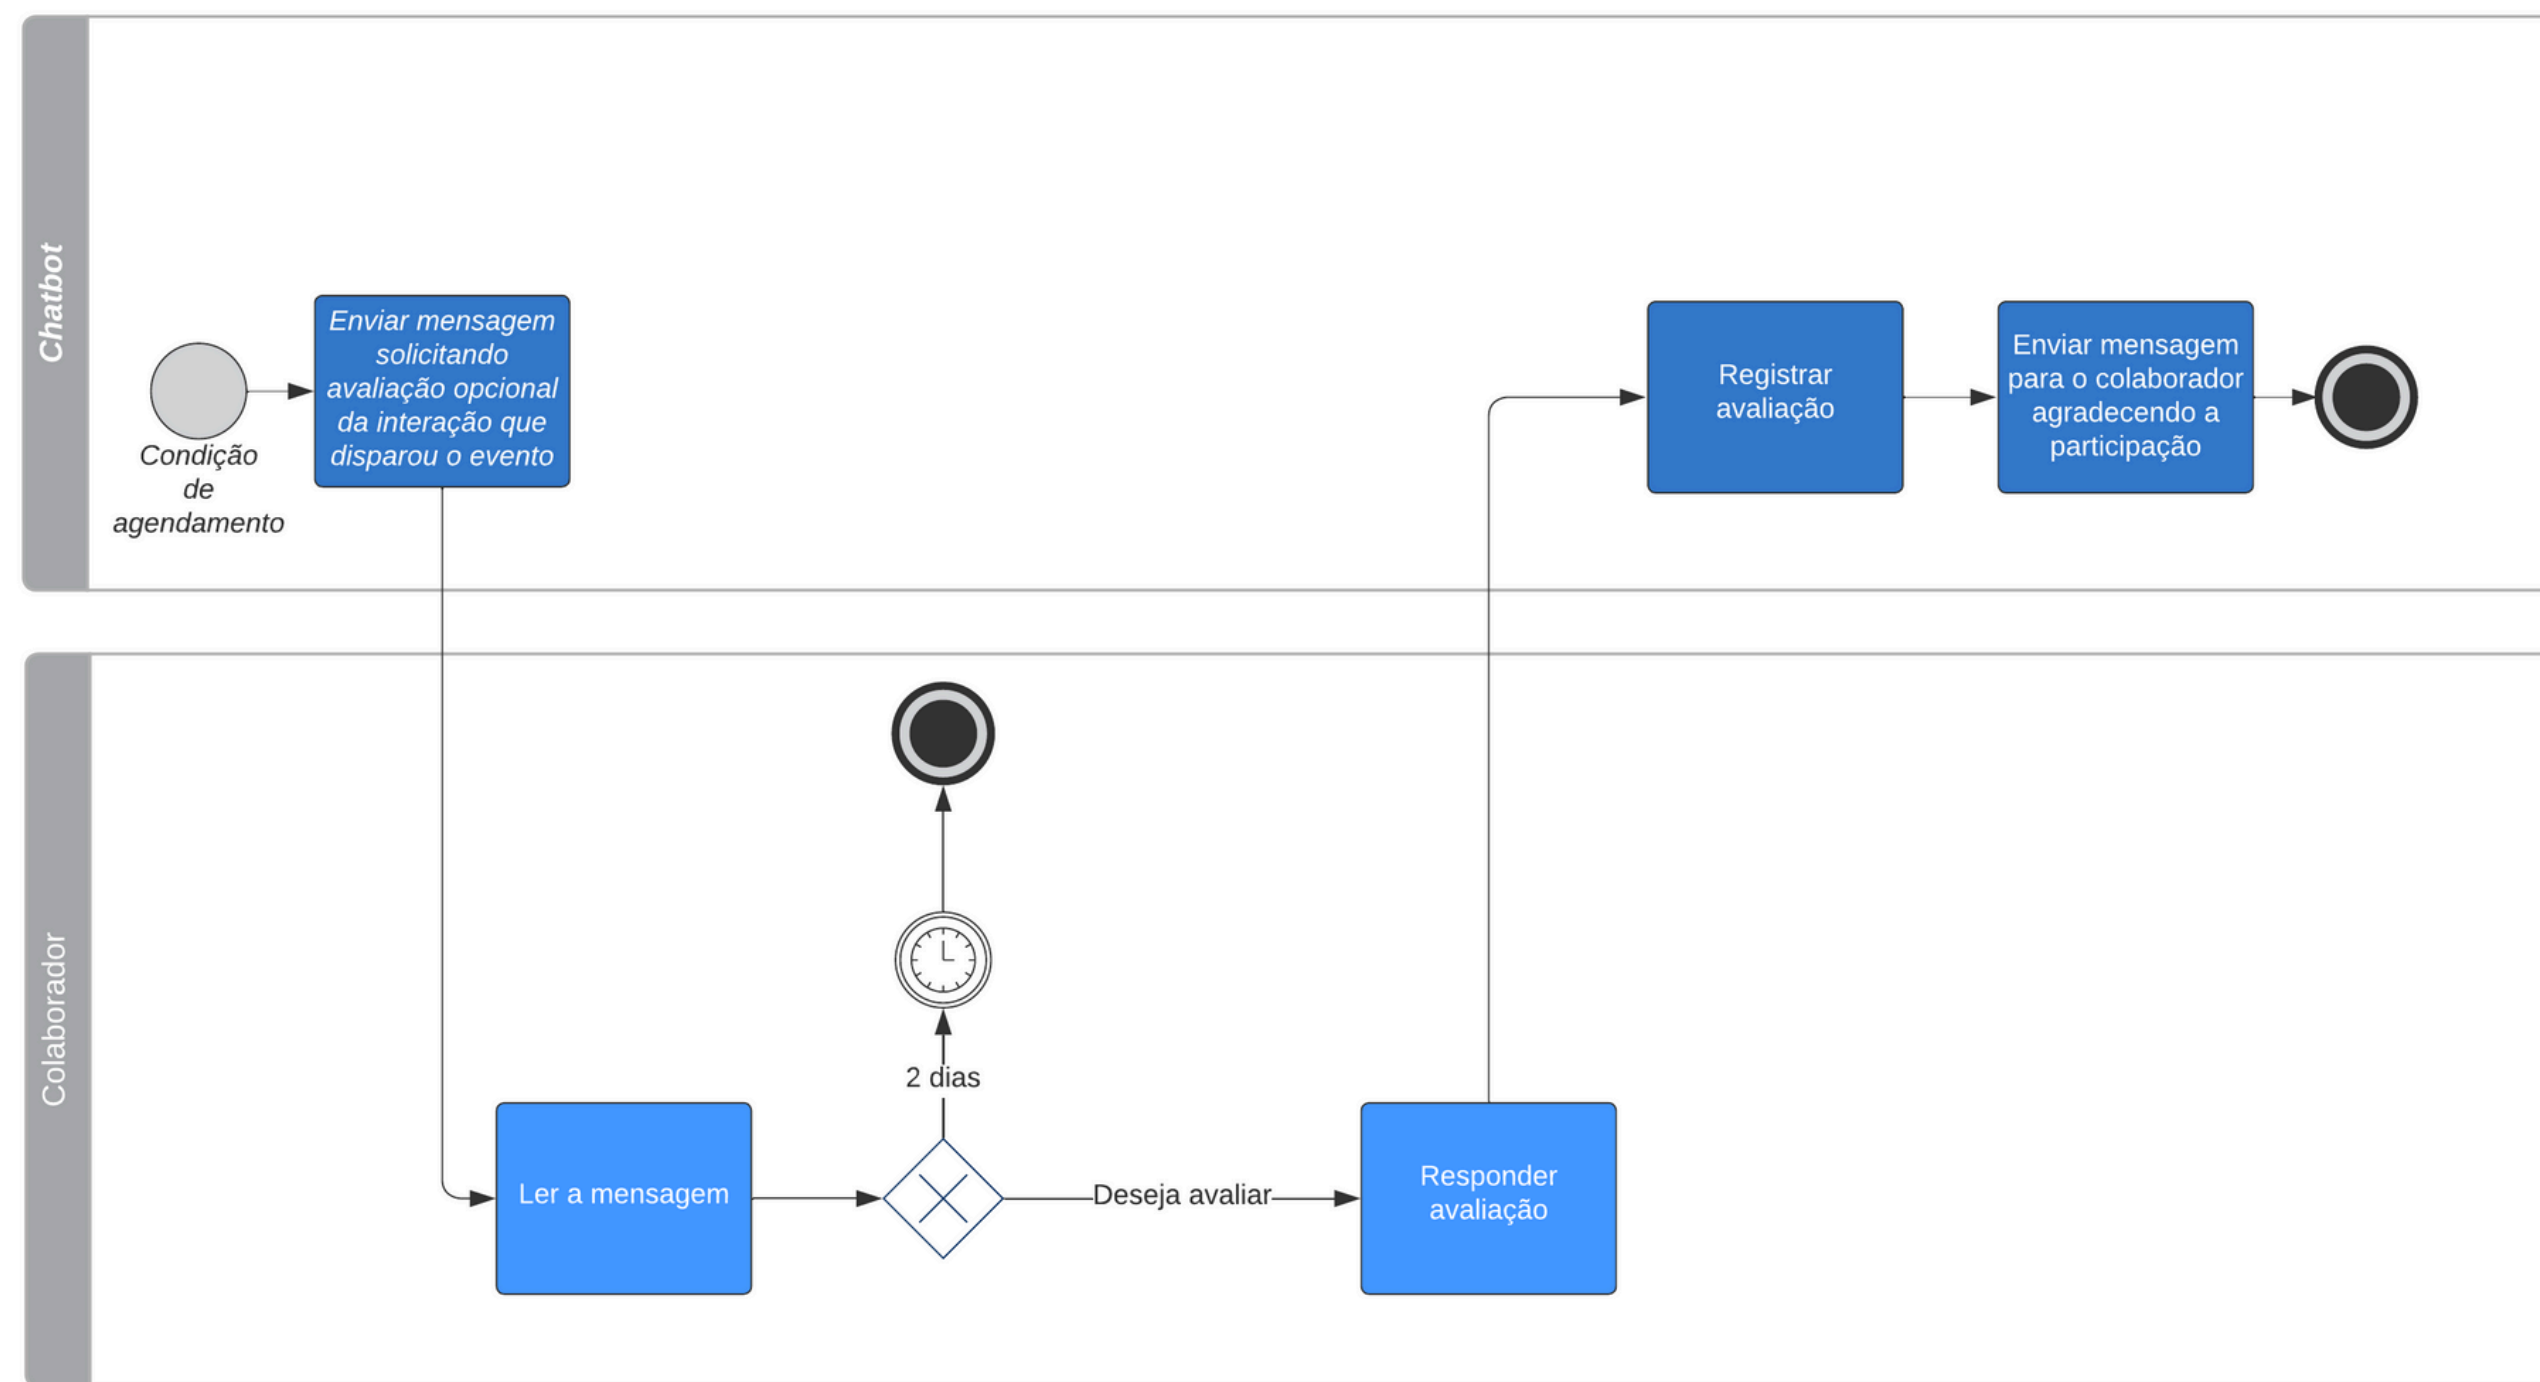 Chatbot
Condição
de
agendamento
Enviar mensagem
solicitando
avaliação opcional
da interação que
disparou o evento
Registrar
avaliação
Enviar mensagem
para o colaborador
agradecendo a
participação
Colaborador
Ler a mensagem
2 dias
Deseja avaliar
Responder
avaliação